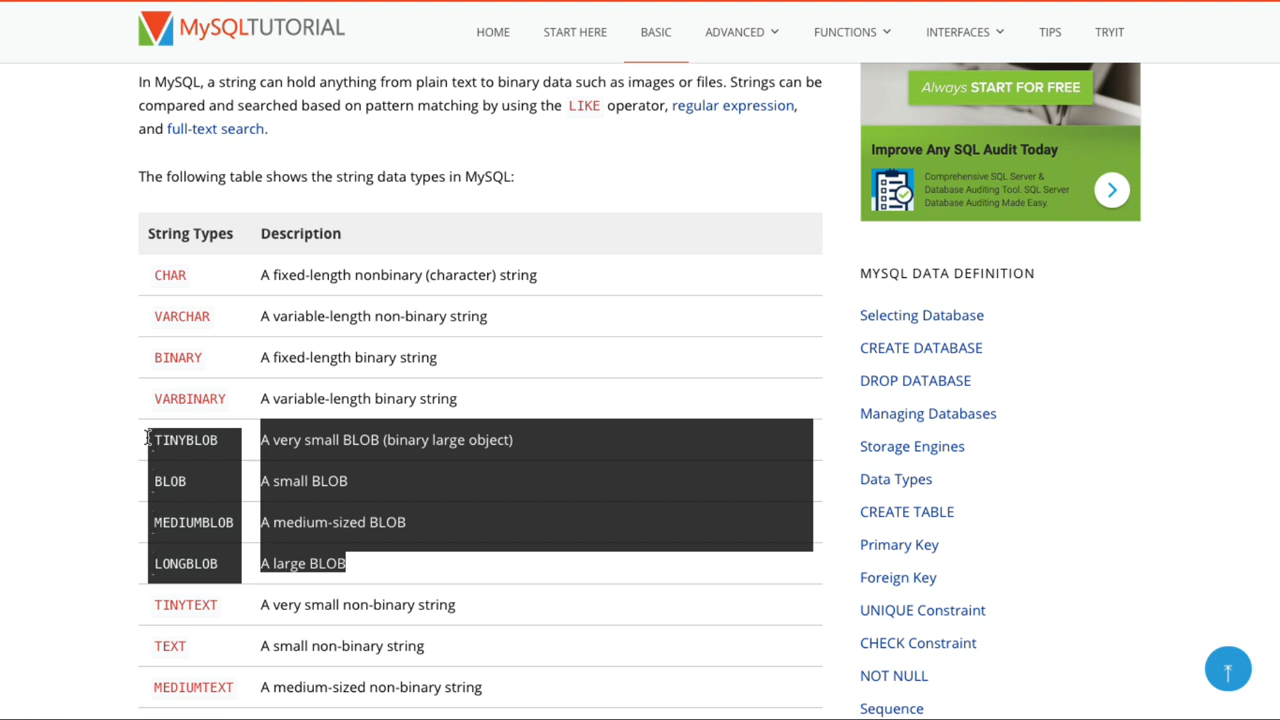 MySQLTUTORIAL
HOME START HERE BASIC ADVANCED FUNCTIONS INTERFACES TIPS TRYIT
In MySQL, a string can hold anything from plain text to binary data such as images or files. Strings can be
compared and searched based on pattern matching by using the LIKE operator, regular expression,
and full-text search.
The following table shows the string data types in MySQL:
String Types Description
CHAR A fixed-length nonbinary (character) string
VARCHAR A variable-length non-binary string
BINARY A fixed-length binary string
VARBINARY A variable-length binary string
TINYBLOB A very small BLOB (binary large object)
BLOB A small BLOB
MEDIUMBLOB A medium-sized BLOB
LONGBLOB A large BLOB
TINYTEXT A very small non-binary string
TEXT A small non-binary string
MEDIUMTEXT A medium-sized non-binary string
Always START FOR FREE
Improve Any SQL Audit Today
Comprehensive SQL Server &
Database Auditing Tool. SQL Server
Database Auditing Made Easy.
MYSQL DATA DEFINITION
Selecting Database
CREATE DATABASE
DROP DATABASE
Managing Databases
Storage Engines
Data Types
CREATE TABLE
Primary Key
Foreign Key
UNIQUE Constraint
CHECK Constraint
NOT NULL
Sequence